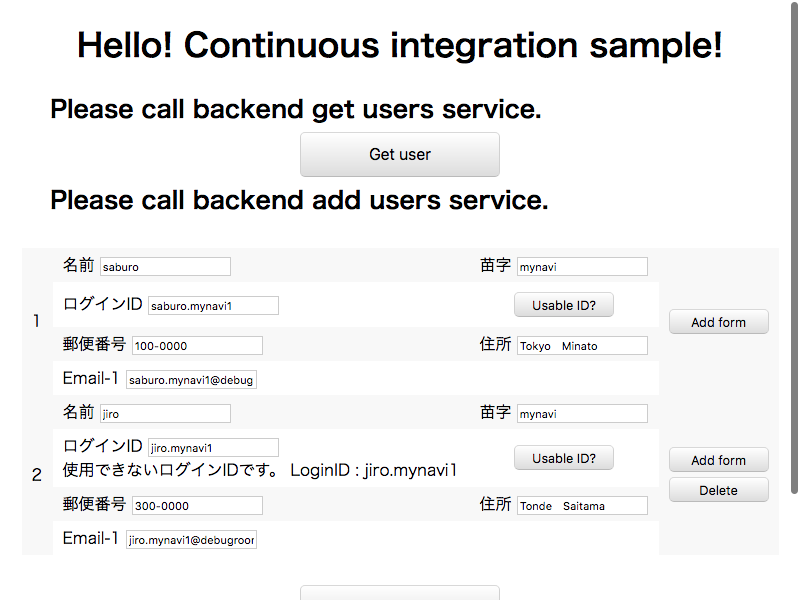 Hello! Continuous integration sample!
Please call backend get users service.
Get user
Please call backend add users service.
1
名前 saburo 苗字 mynavi
ログインID saburo.mynavi1 Usable ID?
Add form
郵便番号 100-0000 住所 Tokyo　Minato
Email-1 saburo.mynavi1@debug
2
名前 jiro 苗字 mynavi
ログインID jiro.mynavi1 Usable ID?
使用できないログインIDです。 LoginID : jiro.mynavi1
Add form
Delete
郵便番号 300-0000 住所 Tonde　Saitama
Email-1 jiro.mynavi1@debugroor